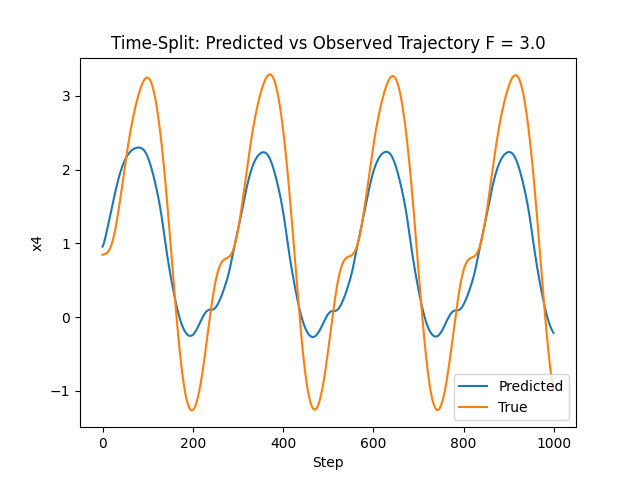 Time-Split: Predicted vs Observed Trajectory F = 3.0
x4
3
2
1
0
−1
0 200 400 600 800 1000
Step
Predicted
True